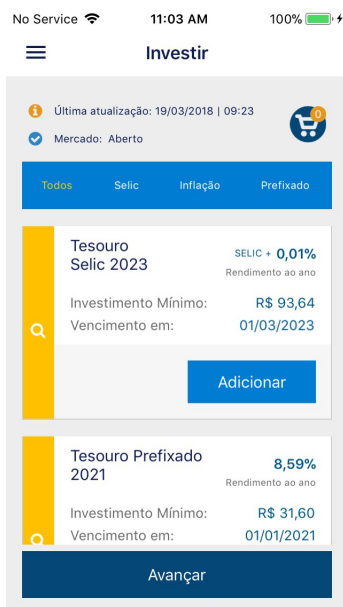 No Service 11:03 AM 100%
Investir
Última atualização: 19/03/2018 | 09:23
0
Mercado: Aberto
Todos Selic Inflação Prefixado
Tesouro
Selic 2023
SELIC + 0,01%
Rendimento ao ano
Investimento Mínimo: R$ 93,64
Vencimento em: 01/03/2023
Adicionar
Tesouro Prefixado
2021
8,59%
Rendimento ao ano
Investimento Mínimo: R$ 31,60
Vencimento em: 01/01/2021
Avançar